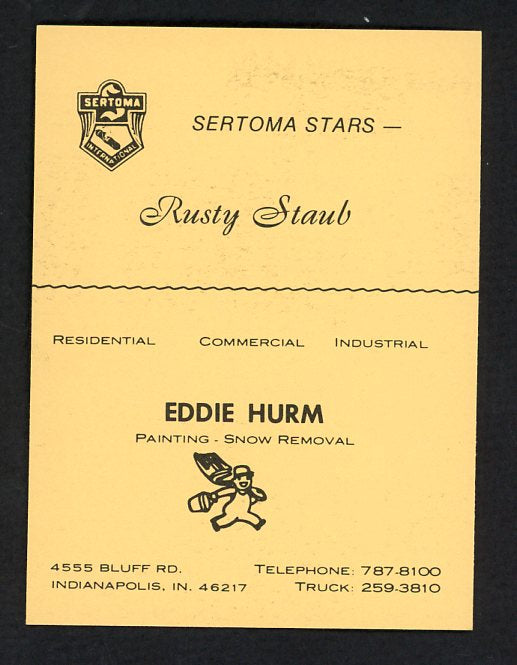 SERTOMA
INTERNATIONAL
SERTOMA STARS —
Rusty Staub
RESIDENTIAL COMMERCIAL INDUSTRIAL
EDDIE HURM
PAINTING - SNOW REMOVAL
4555 BLUFF RD. TELEPHONE: 787-8100
INDIANAPOLIS, IN. 46217 TRUCK: 259-3810